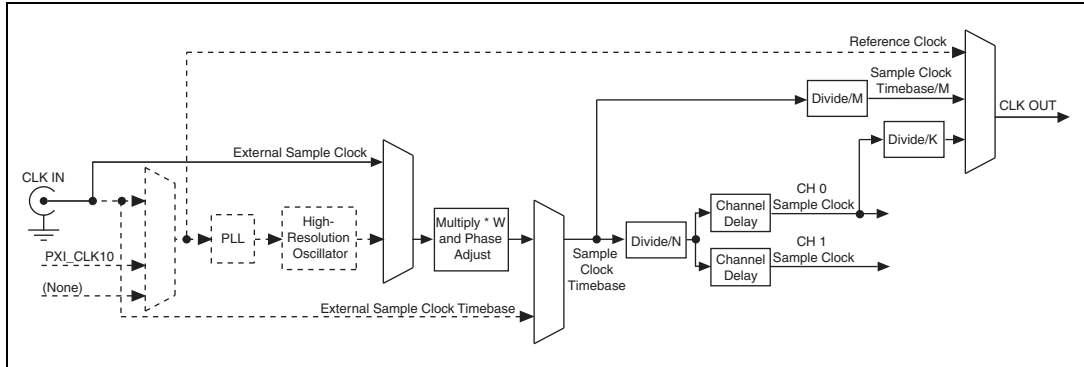 Reference Clock
Sample Clock
Timebase/M
Divide/M
CLK OUT
Divide/K
External Sample Clock
CLK IN
PLL
High-
Resolution
Oscillator
Multiply * W
and Phase
Adjust
PXI_CLK10
(None)
External Sample Clock Timebase
Sample
Clock
Timebase
Divide/N
Channel
Delay
CH 0
Sample Clock
Channel
Delay
CH 1
Sample Clock